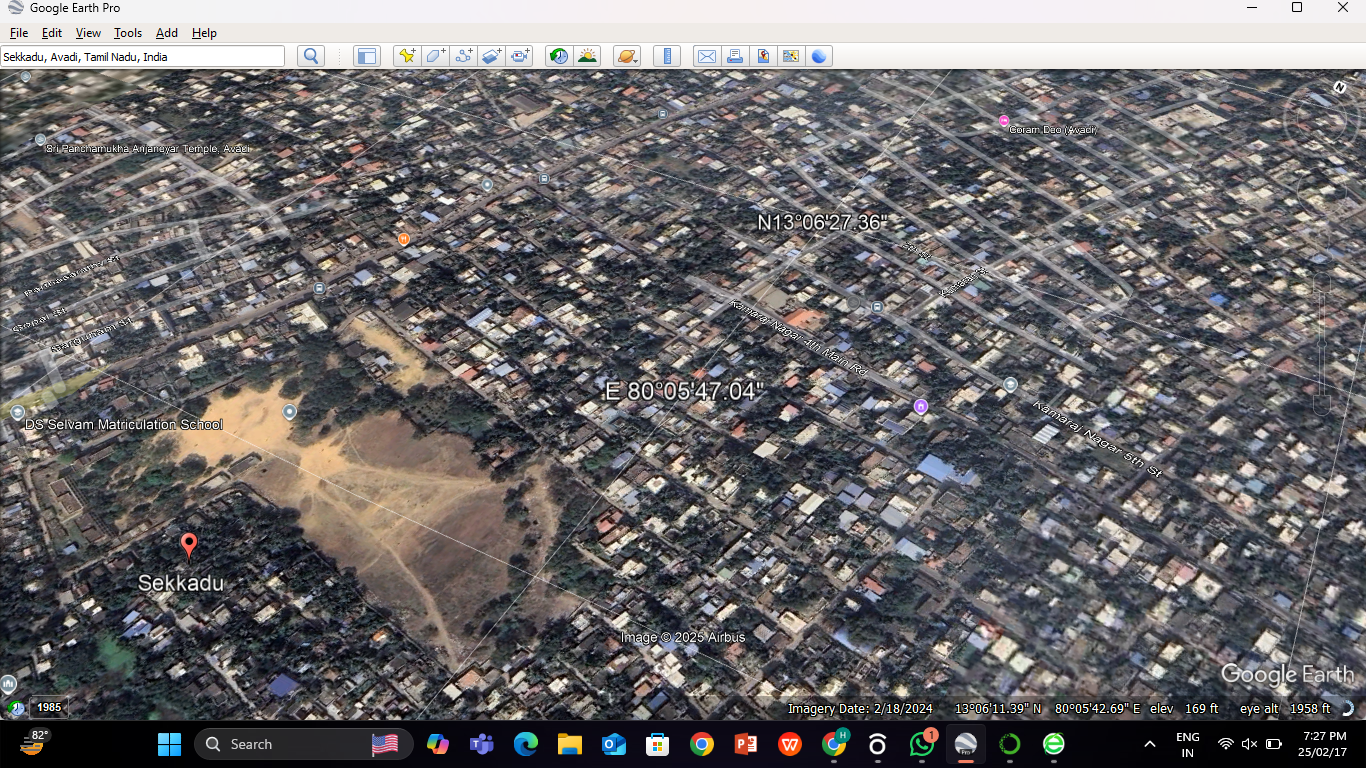 Google Earth Pro
File Edit View Tools Add Help
Sekkadu, Avadi, Tamil Nadu, India
N
Sri Panchamukha Anjaneyar Temple, Avadi
Coram Deo (Avadi)
N13°06'27.36"
Kamaraj Nagar 4th Main Rd
E 80°05'47.04"
Kamaraj Nagar 5th St
DS Selvam Matriculation School
Sekkadu
Image © 2025 Airbus
Google Earth
1985
Imagery Date: 2/18/2024 13°06'11.39" N 80°05'42.69" E elev 169 ft eye alt 1958 ft
82°
Search
H
1
Pro
ENG
IN
7:27 PM
25/02/17